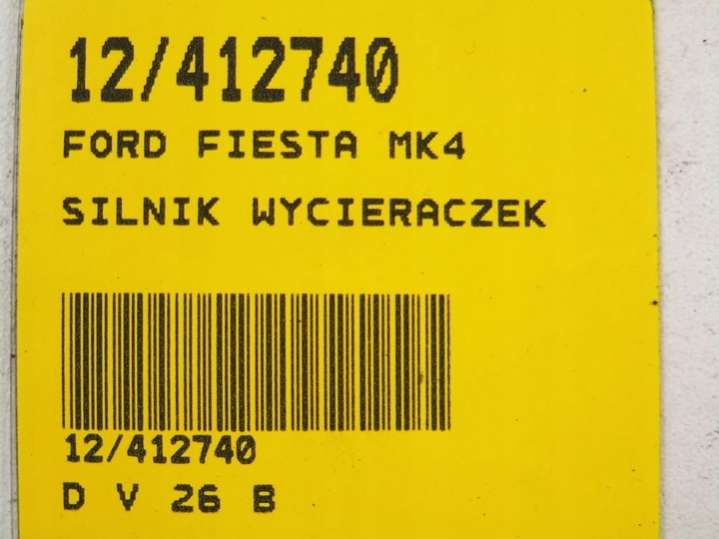 12/412740
FORD FIESTA MK4
SILNIK WYCIERACZEK
12/412740
D V 26 B